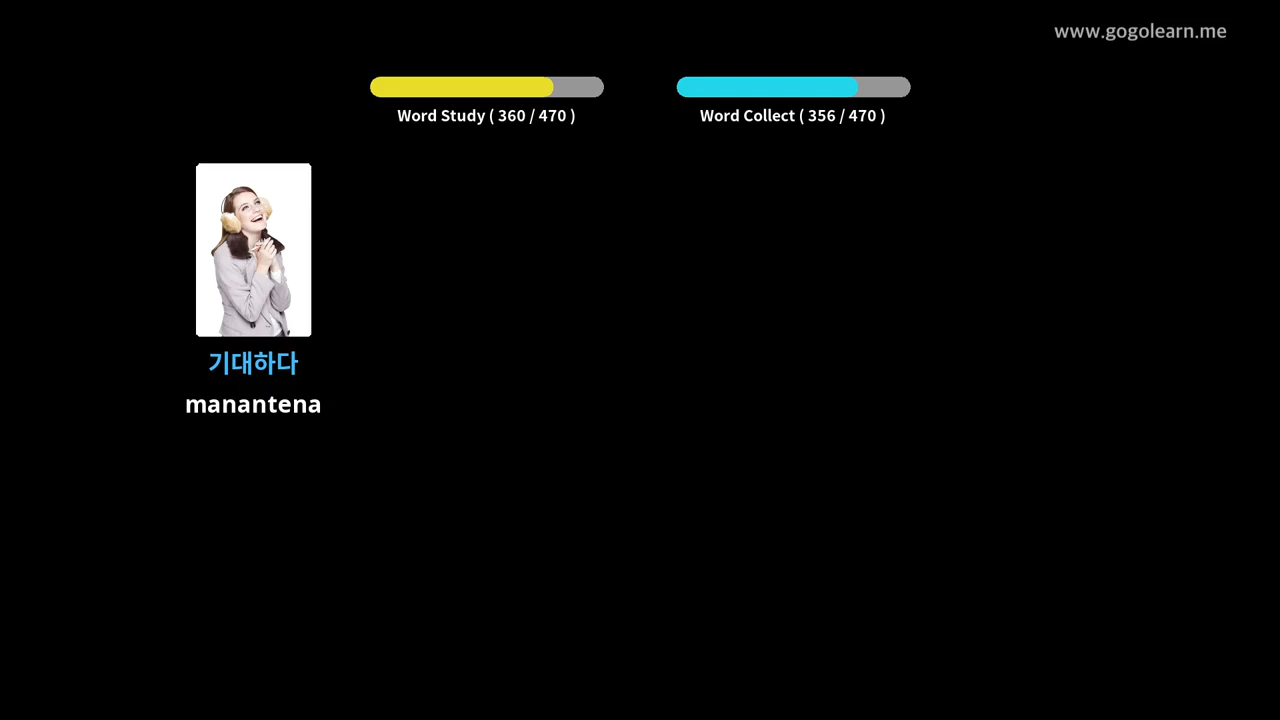 www.gogolearn.me
Word Study ( 360 / 470 )
Word Collect ( 356 / 470 )
기대하다
manantena